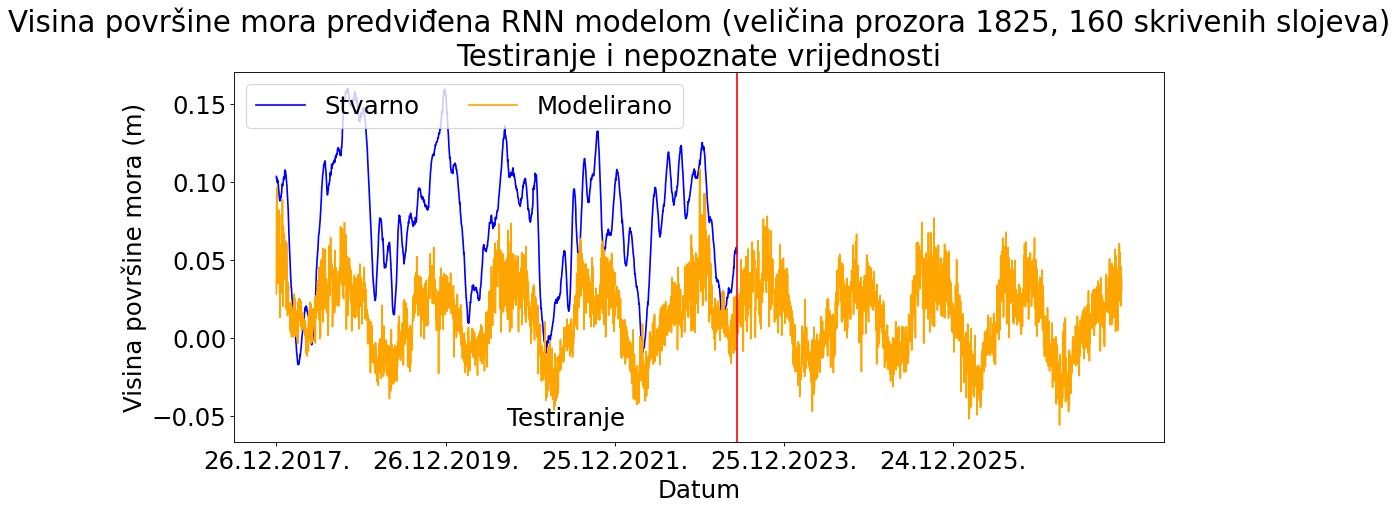 Visina površine mora predviđena RNN modelom (veličina prozora 1825, 160 skrivenih slojeva)
Testiranje i nepoznate vrijednosti
Stvarno
Modelirano
0.15
0.10
0.05
0.00
−0.05
Visina površine mora (m)
Testiranje
26.12.2017.
26.12.2019.
25.12.2021.
25.12.2023.
24.12.2025.
Datum